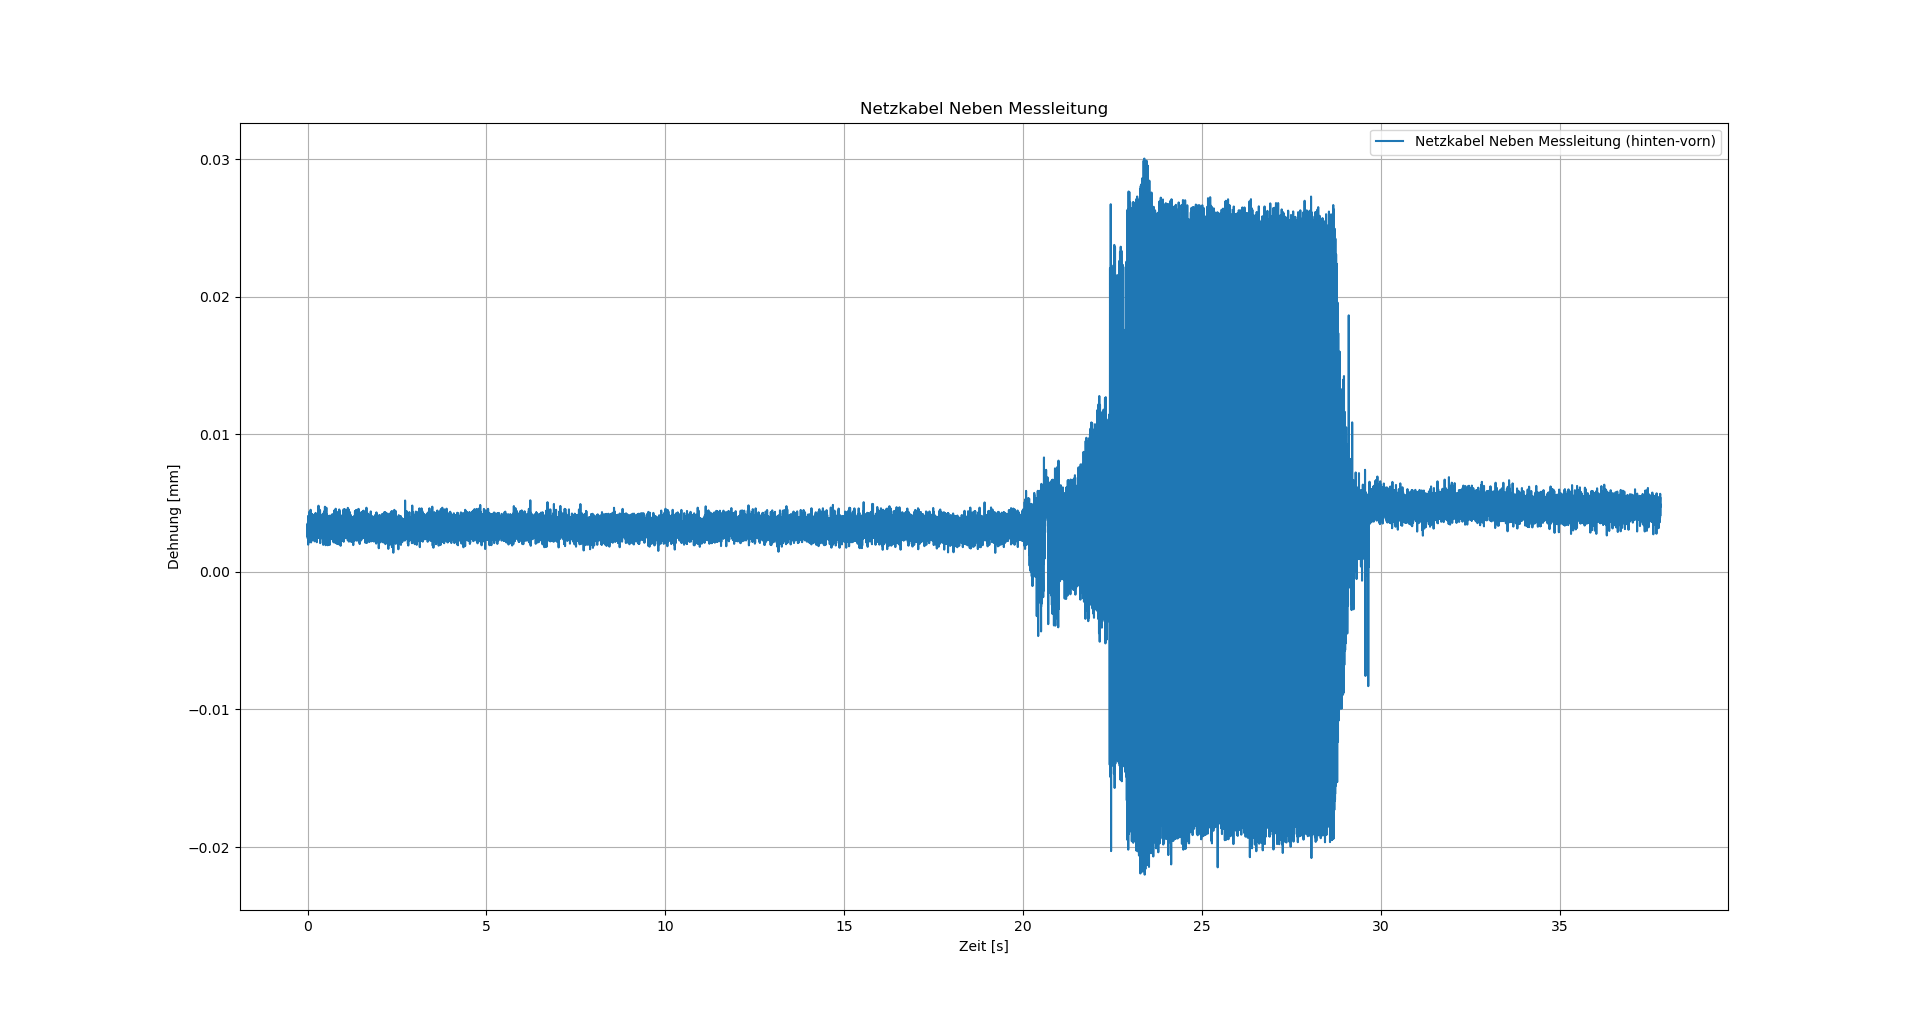 Netzkabel Neben Messleitung
Netzkabel Neben Messleitung (hinten-vorn)
0.03
0.02
0.01
0.00
−0.01
−0.02
Dehnung [mm]
0 5 10 15 20 25 30 35
Zeit [s]